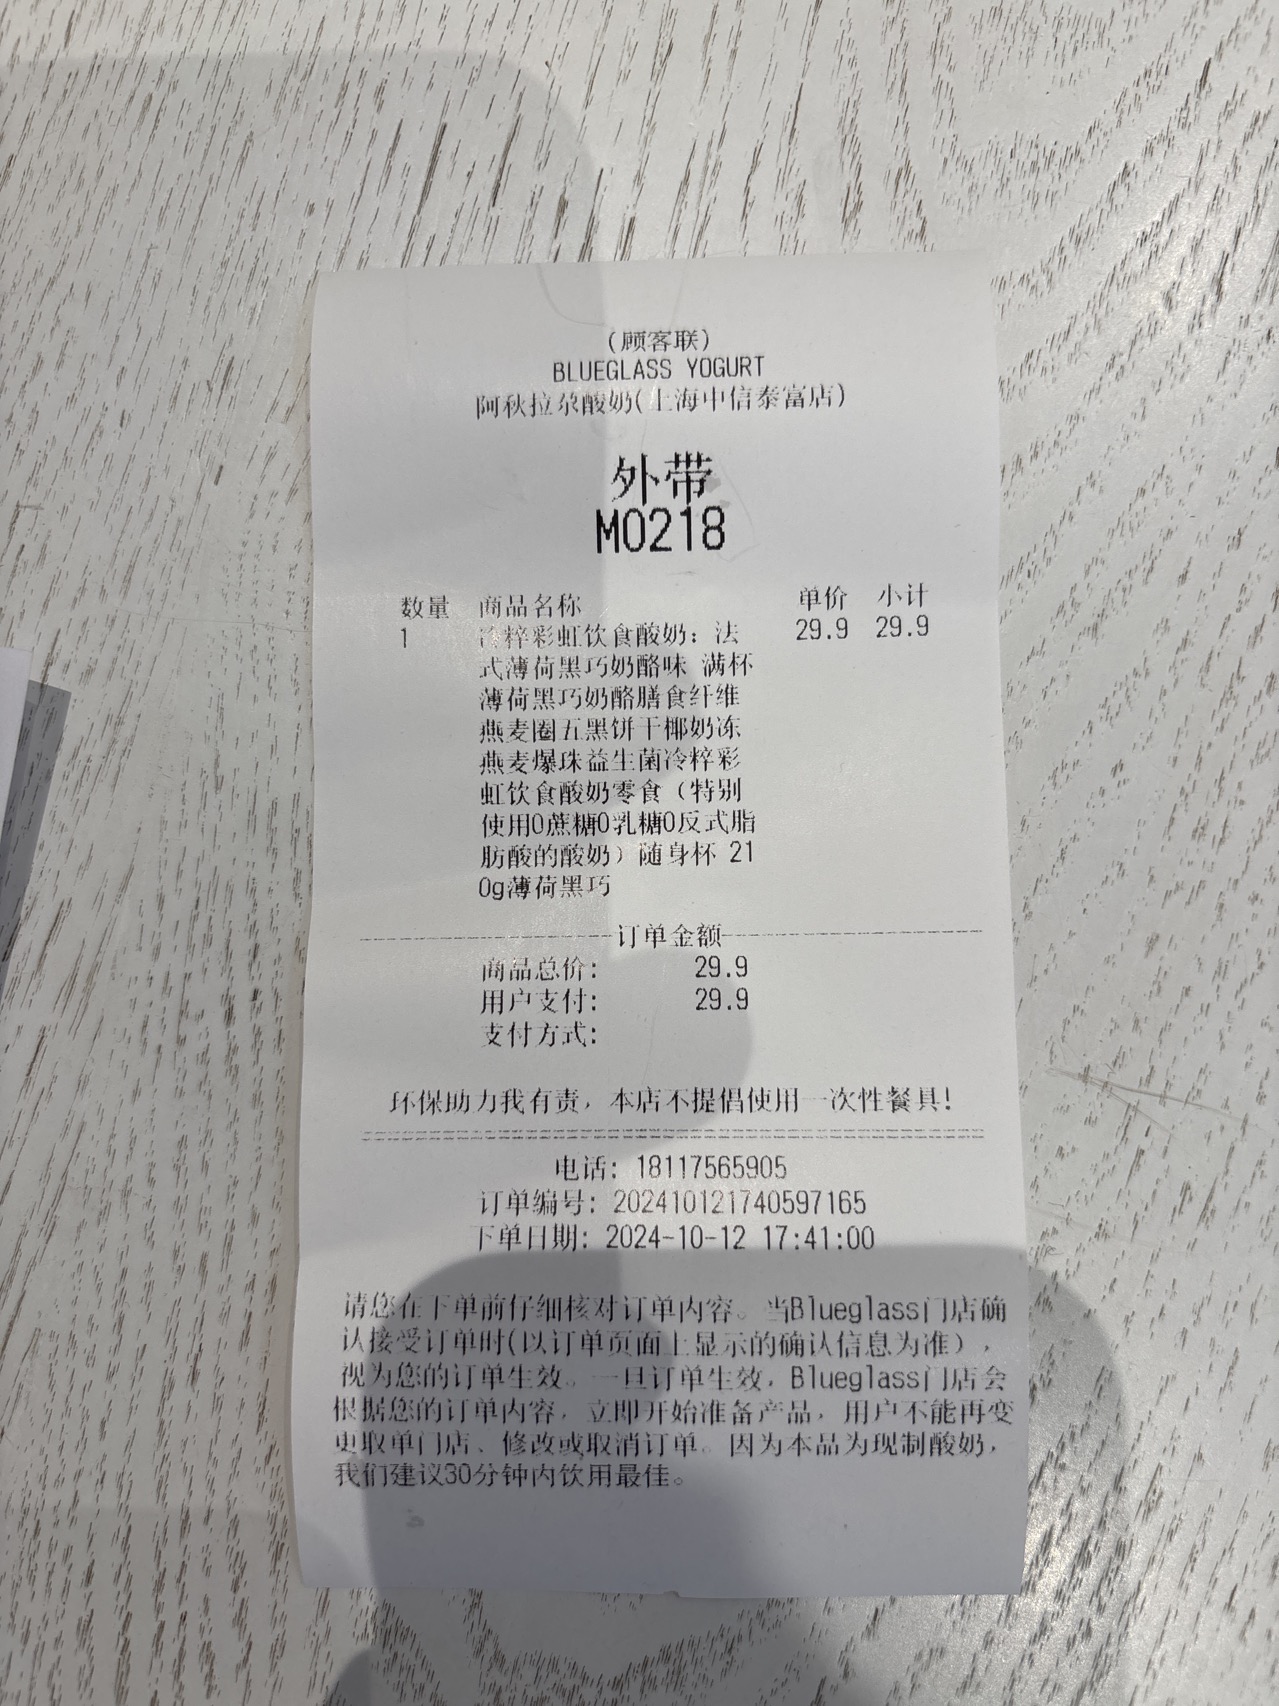 (顾客联)
BLUEGLASS YOGURT
阿秋拉尕酸奶(上海中信泰富店)
外带
M0218
数量 商品名称 单价 小计
1 冷粹彩虹饮食酸奶：法 29.9 29.9
式薄荷黑巧奶酪味 满杯
薄荷黑巧奶酪膳食纤维
燕麦圈五黑饼干椰奶冻
燕麦爆珠益生菌冷粹彩
虹饮食酸奶零食（特别
使用0蔗糖0乳糖0反式脂
肪酸的酸奶）随身杯 21
0g薄荷黑巧
订单金额
商品总价: 29.9
用户支付: 29.9
支付方式:
环保助力我有责，本店不提倡使用一次性餐具!
电话: 18117565905
订单编号: 202410121740597165
下单日期: 2024-10-12 17:41:00
请您在下单前仔细核对订单内容。当Blueglass门店确
认接受订单时(以订单页面上显示的确认信息为准)，
视为您的订单生效。一旦订单生效，Blueglass门店会
根据您的订单内容，立即开始准备产品，用户不能再变
更取单门店、修改或取消订单。因为本品为现制酸奶，
我们建议30分钟内饮用最佳。